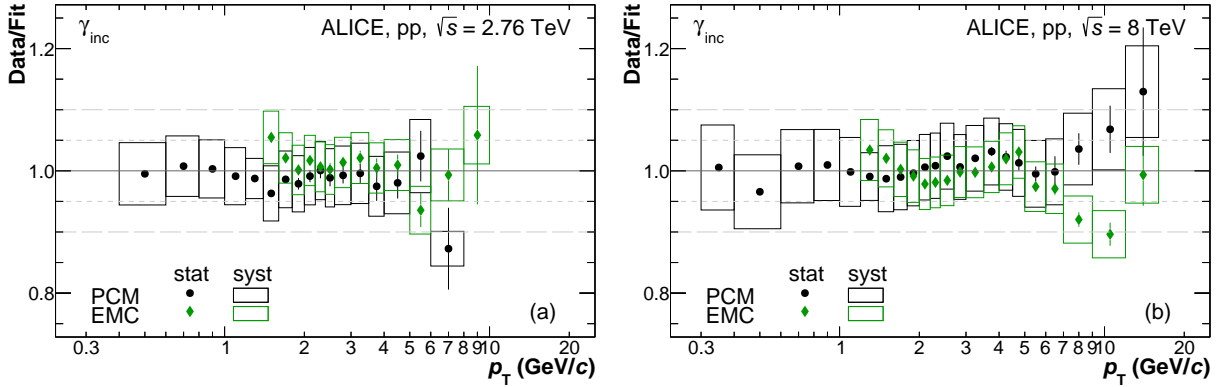 Data/Fit
1.2
1.0
0.8
γinc
ALICE, pp, √s = 2.76 TeV
stat syst
PCM
EMC
(a)
0.3 1 2 3 4 5 6 7 8 910 20
pT (GeV/c)
Data/Fit
1.2
1.0
0.8
γinc
ALICE, pp, √s = 8 TeV
stat syst
PCM
EMC
(b)
0.3 1 2 3 4 5 6 7 8 910 20
pT (GeV/c)